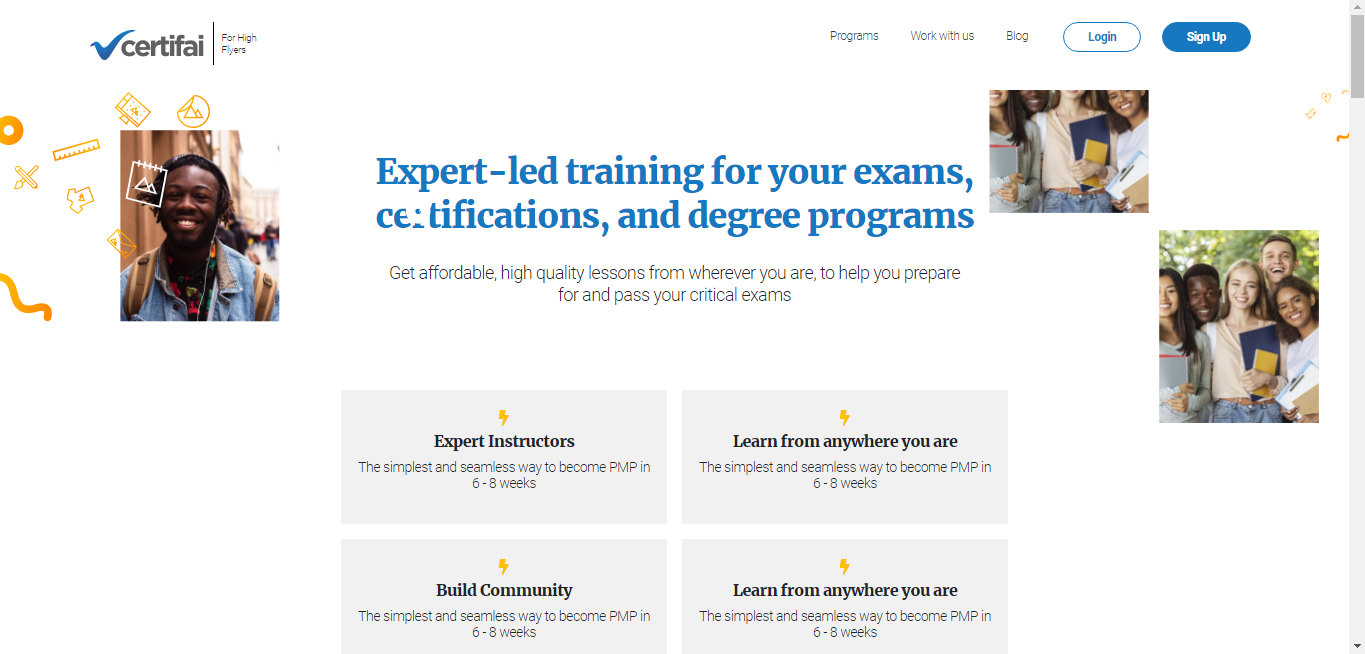 certifai
For High
Flyers
Programs
Work with us
Blog
Login
Sign Up
Expert-led training for your exams,
certifications, and degree programs
Get affordable, high quality lessons from wherever you are, to help you prepare
for and pass your critical exams
Expert Instructors
The simplest and seamless way to become PMP in
6 - 8 weeks
Learn from anywhere you are
The simplest and seamless way to become PMP in
6 - 8 weeks
Build Community
The simplest and seamless way to become PMP in
6 - 8 weeks
Learn from anywhere you are
The simplest and seamless way to become PMP in
6 - 8 weeks